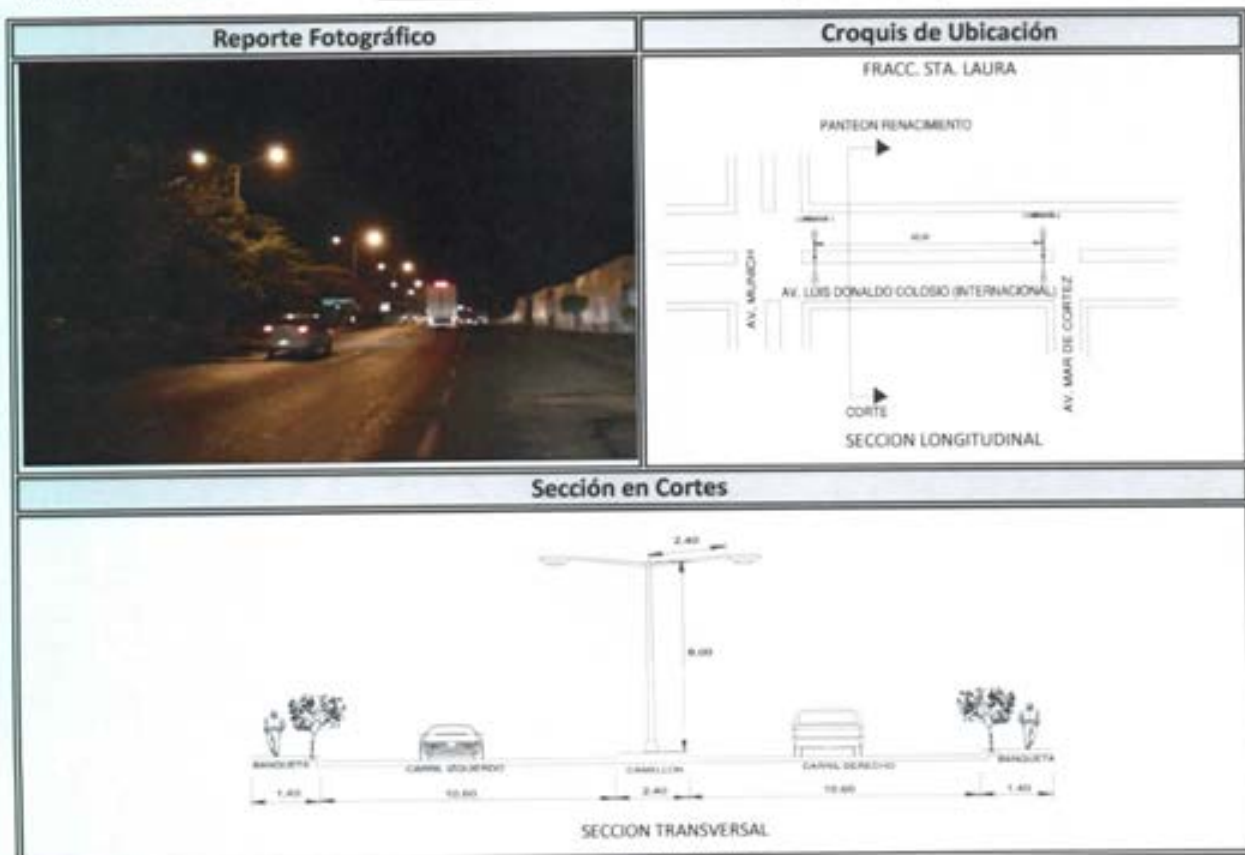 Reporte Fotográfico
Croquis de Ubicación
FRACC. STA. LAURA
PANTEON RENACIMIENTO
AV. MUNICH
AV. LUIS DONALDO COLOSIO (INTERNACIONAL)
AV. MAR DE CORTEZ
CORTE
SECCION LONGITUDINAL
Sección en Cortes
2.40
BANQUETA
CARRIL IZQUIERDO
CAMELLON
CARRIL DERECHO
BANQUETA
1.40
10.60
2.40
10.60
1.40
SECCION TRANSVERSAL